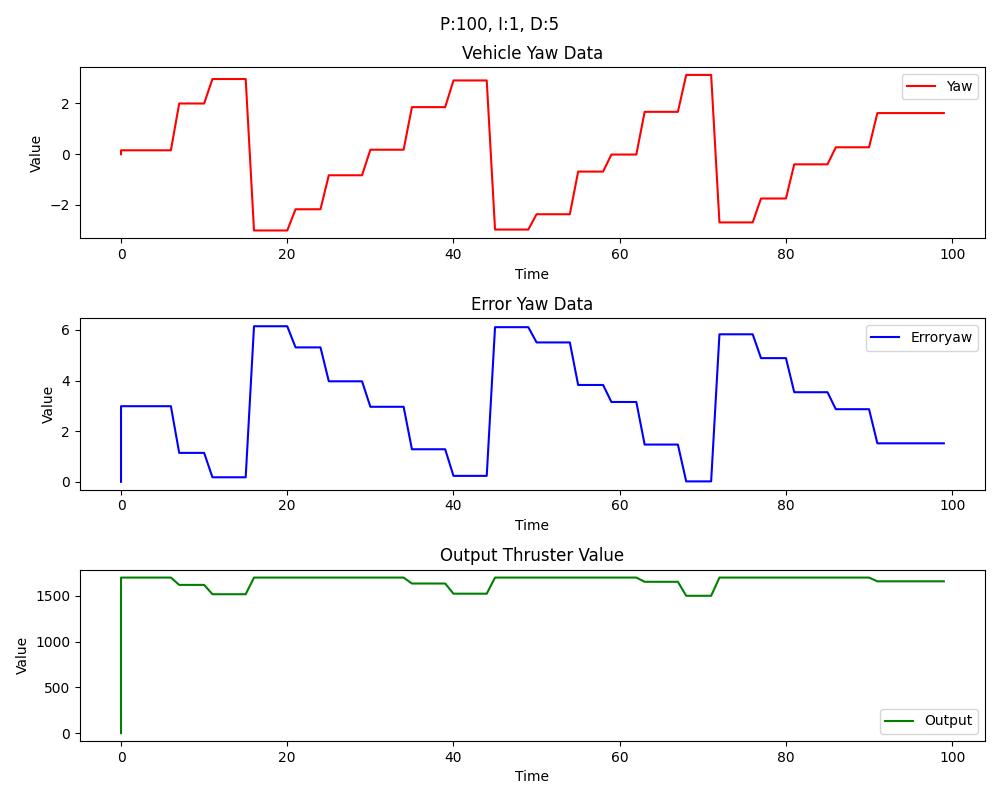 P:100, I:1, D:5
Vehicle Yaw Data
Value
2
0
−2
Yaw
0 20 40 60 80 100
Time
Error Yaw Data
Value
6
4
2
0
Erroryaw
0 20 40 60 80 100
Time
Output Thruster Value
Value
1500
1000
500
0
Output
0 20 40 60 80 100
Time